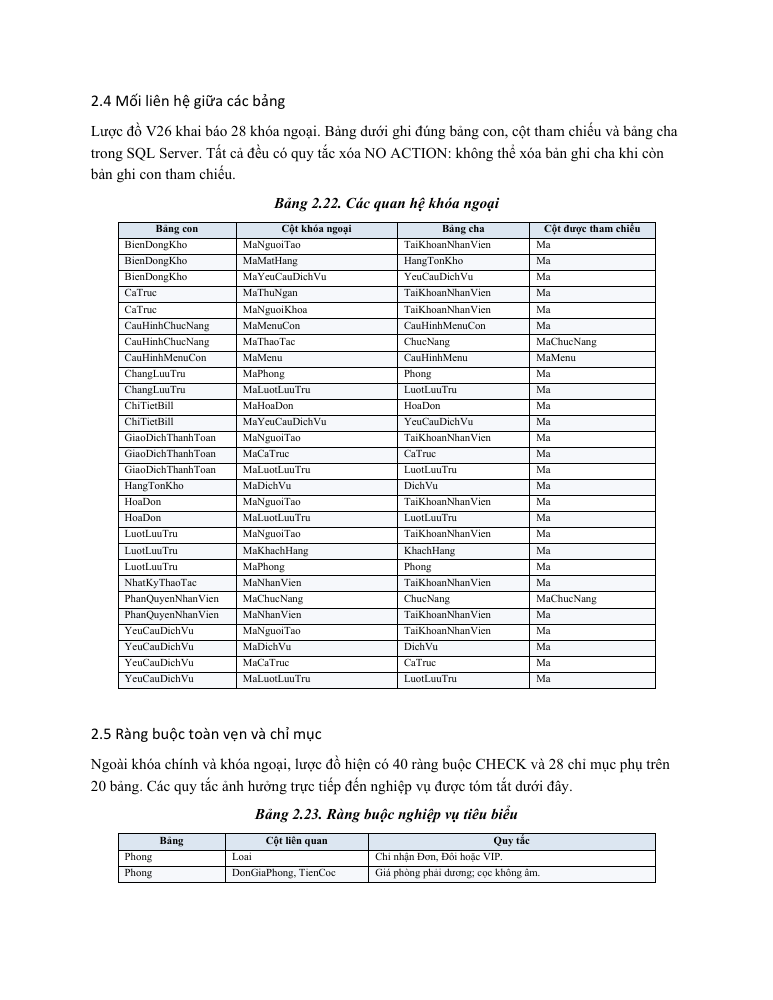 2.4 Mối liên hệ giữa các bảng
Lược đồ V26 khai báo 28 khóa ngoại. Bảng dưới ghi đúng bảng con, cột tham chiếu và bảng cha
trong SQL Server. Tất cả đều có quy tắc xóa NO ACTION: không thể xóa bản ghi cha khi còn
bản ghi con tham chiếu.
Bảng 2.22. Các quan hệ khóa ngoại
Bảng con Cột khóa ngoại Bảng cha Cột được tham chiếu
BienDongKho MaNguoiTao TaiKhoanNhanVien Ma
BienDongKho MaMatHang HangTonKho Ma
BienDongKho MaYeuCauDichVu YeuCauDichVu Ma
CaTruc MaThuNgan TaiKhoanNhanVien Ma
CaTruc MaNguoiKhoa TaiKhoanNhanVien Ma
CauHinhChucNang MaMenuCon CauHinhMenuCon Ma
CauHinhChucNang MaThaoTac ChucNang MaChucNang
CauHinhMenuCon MaMenu CauHinhMenu MaMenu
ChangLuuTru MaPhong Phong Ma
ChangLuuTru MaLuotLuuTru LuotLuuTru Ma
ChiTietBill MaHoaDon HoaDon Ma
ChiTietBill MaYeuCauDichVu YeuCauDichVu Ma
GiaoDichThanhToan MaNguoiTao TaiKhoanNhanVien Ma
GiaoDichThanhToan MaCaTruc CaTruc Ma
GiaoDichThanhToan MaLuotLuuTru LuotLuuTru Ma
HangTonKho MaDichVu DichVu Ma
HoaDon MaNguoiTao TaiKhoanNhanVien Ma
HoaDon MaLuotLuuTru LuotLuuTru Ma
LuotLuuTru MaNguoiTao TaiKhoanNhanVien Ma
LuotLuuTru MaKhachHang KhachHang Ma
LuotLuuTru MaPhong Phong Ma
NhatKyThaoTac MaNhanVien TaiKhoanNhanVien Ma
PhanQuyenNhanVien MaChucNang ChucNang MaChucNang
PhanQuyenNhanVien MaNhanVien TaiKhoanNhanVien Ma
YeuCauDichVu MaNguoiTao TaiKhoanNhanVien Ma
YeuCauDichVu MaDichVu DichVu Ma
YeuCauDichVu MaCaTruc CaTruc Ma
YeuCauDichVu MaLuotLuuTru LuotLuuTru Ma
2.5 Ràng buộc toàn vẹn và chỉ mục
Ngoài khóa chính và khóa ngoại, lược đồ hiện có 40 ràng buộc CHECK và 28 chỉ mục phụ trên
20 bảng. Các quy tắc ảnh hưởng trực tiếp đến nghiệp vụ được tóm tắt dưới đây.
Bảng 2.23. Ràng buộc nghiệp vụ tiêu biểu
Bảng Cột liên quan Quy tắc
Phong Loai Chỉ nhận Đơn, Đôi hoặc VIP.
Phong DonGiaPhong, TienCoc Giá phòng phải dương; cọc không âm.